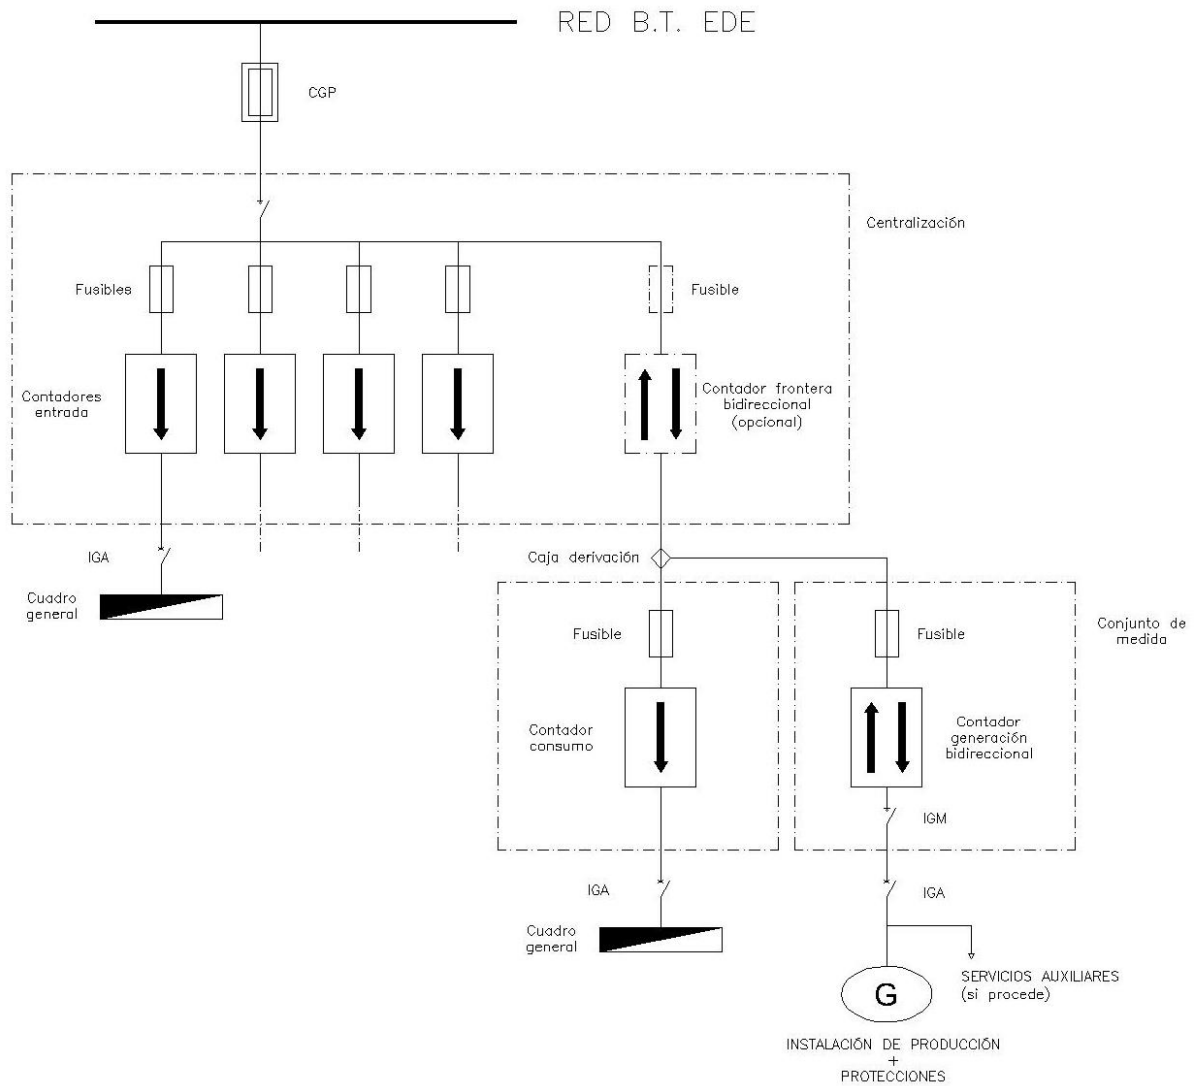 RED B.T. EDE
CGP
Centralización
Fusibles
Fusible
Contadores
entrada
Contador frontera
bidireccional
(opcional)
IGA
Caja derivación
Cuadro
general
Fusible
Fusible
Conjunto de
medida
Contador
consumo
Contador
generación
bidireccional
IGM
IGA
IGA
Cuadro
general
SERVICIOS AUXILIARES
(si procede)
G
INSTALACIÓN DE PRODUCCIÓN
+
PROTECCIONES